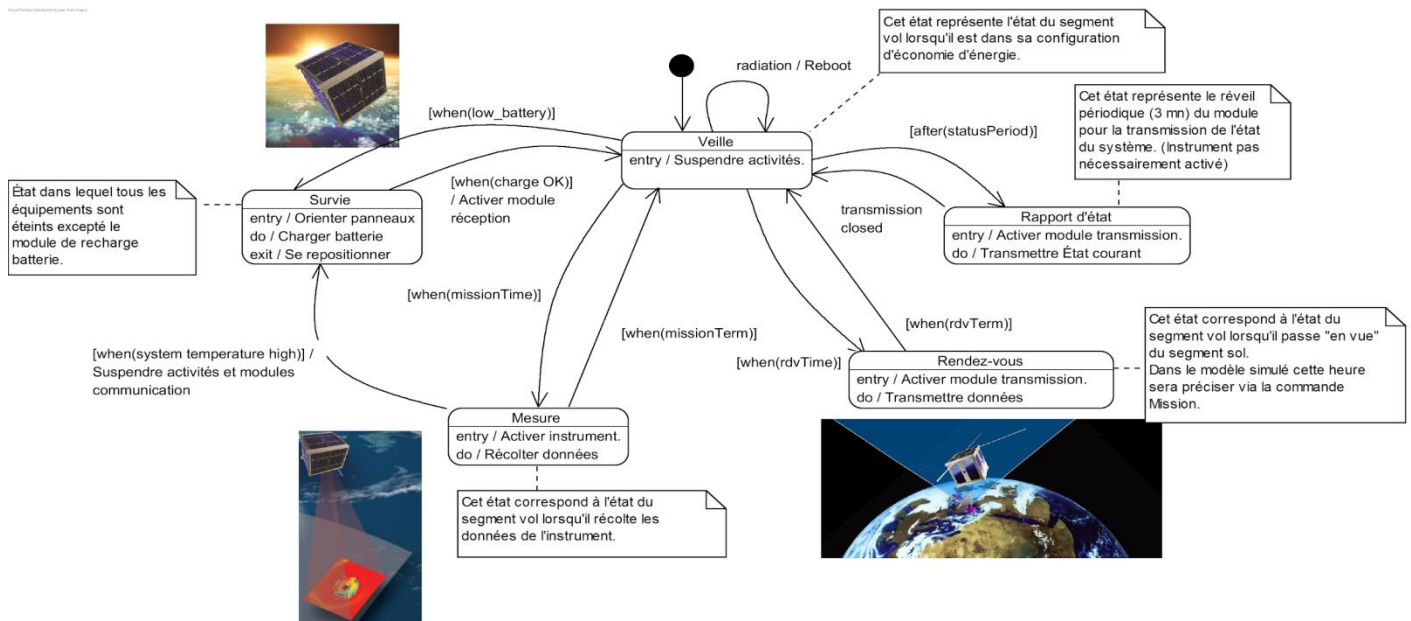 Cet état représente l'état du segment
vol lorsqu'il est dans sa configuration
d'économie d'énergie.
radiation / Reboot
[when(low_battery)]
[after(statusPeriod)]
Cet état représente le réveil
périodique (3 mn) du module
pour la transmission de l'état
du système. (Instrument pas
nécessairement activé)
Veille
entry / Suspendre activités.
[when(charge OK)]
/ Activer module
réception
transmission
closed
État dans lequel tous les
équipements sont
éteints excepté le
module de recharge
batterie.
Survie
entry / Orienter panneaux
do / Charger batterie
exit / Se repositionner
Rapport d'état
entry / Activer module transmission.
do / Transmettre État courant
[when(missionTime)]
[when(missionTerm)]
[when(rdvTerm)]
[when(rdvTime)]
[when(system temperature high)] /
Suspendre activités et modules
communication
Cet état correspond à l'état du
segment vol lorsqu'il passe "en vue"
du segment sol.
Dans le modèle simulé cette heure
sera préciser via la commande
Mission.
Rendez-vous
entry / Activer module transmission.
do / Transmettre données
Mesure
entry / Activer instrument.
do / Récolter données
Cet état correspond à l'état du
segment vol lorsqu'il récolte les
données de l'instrument.